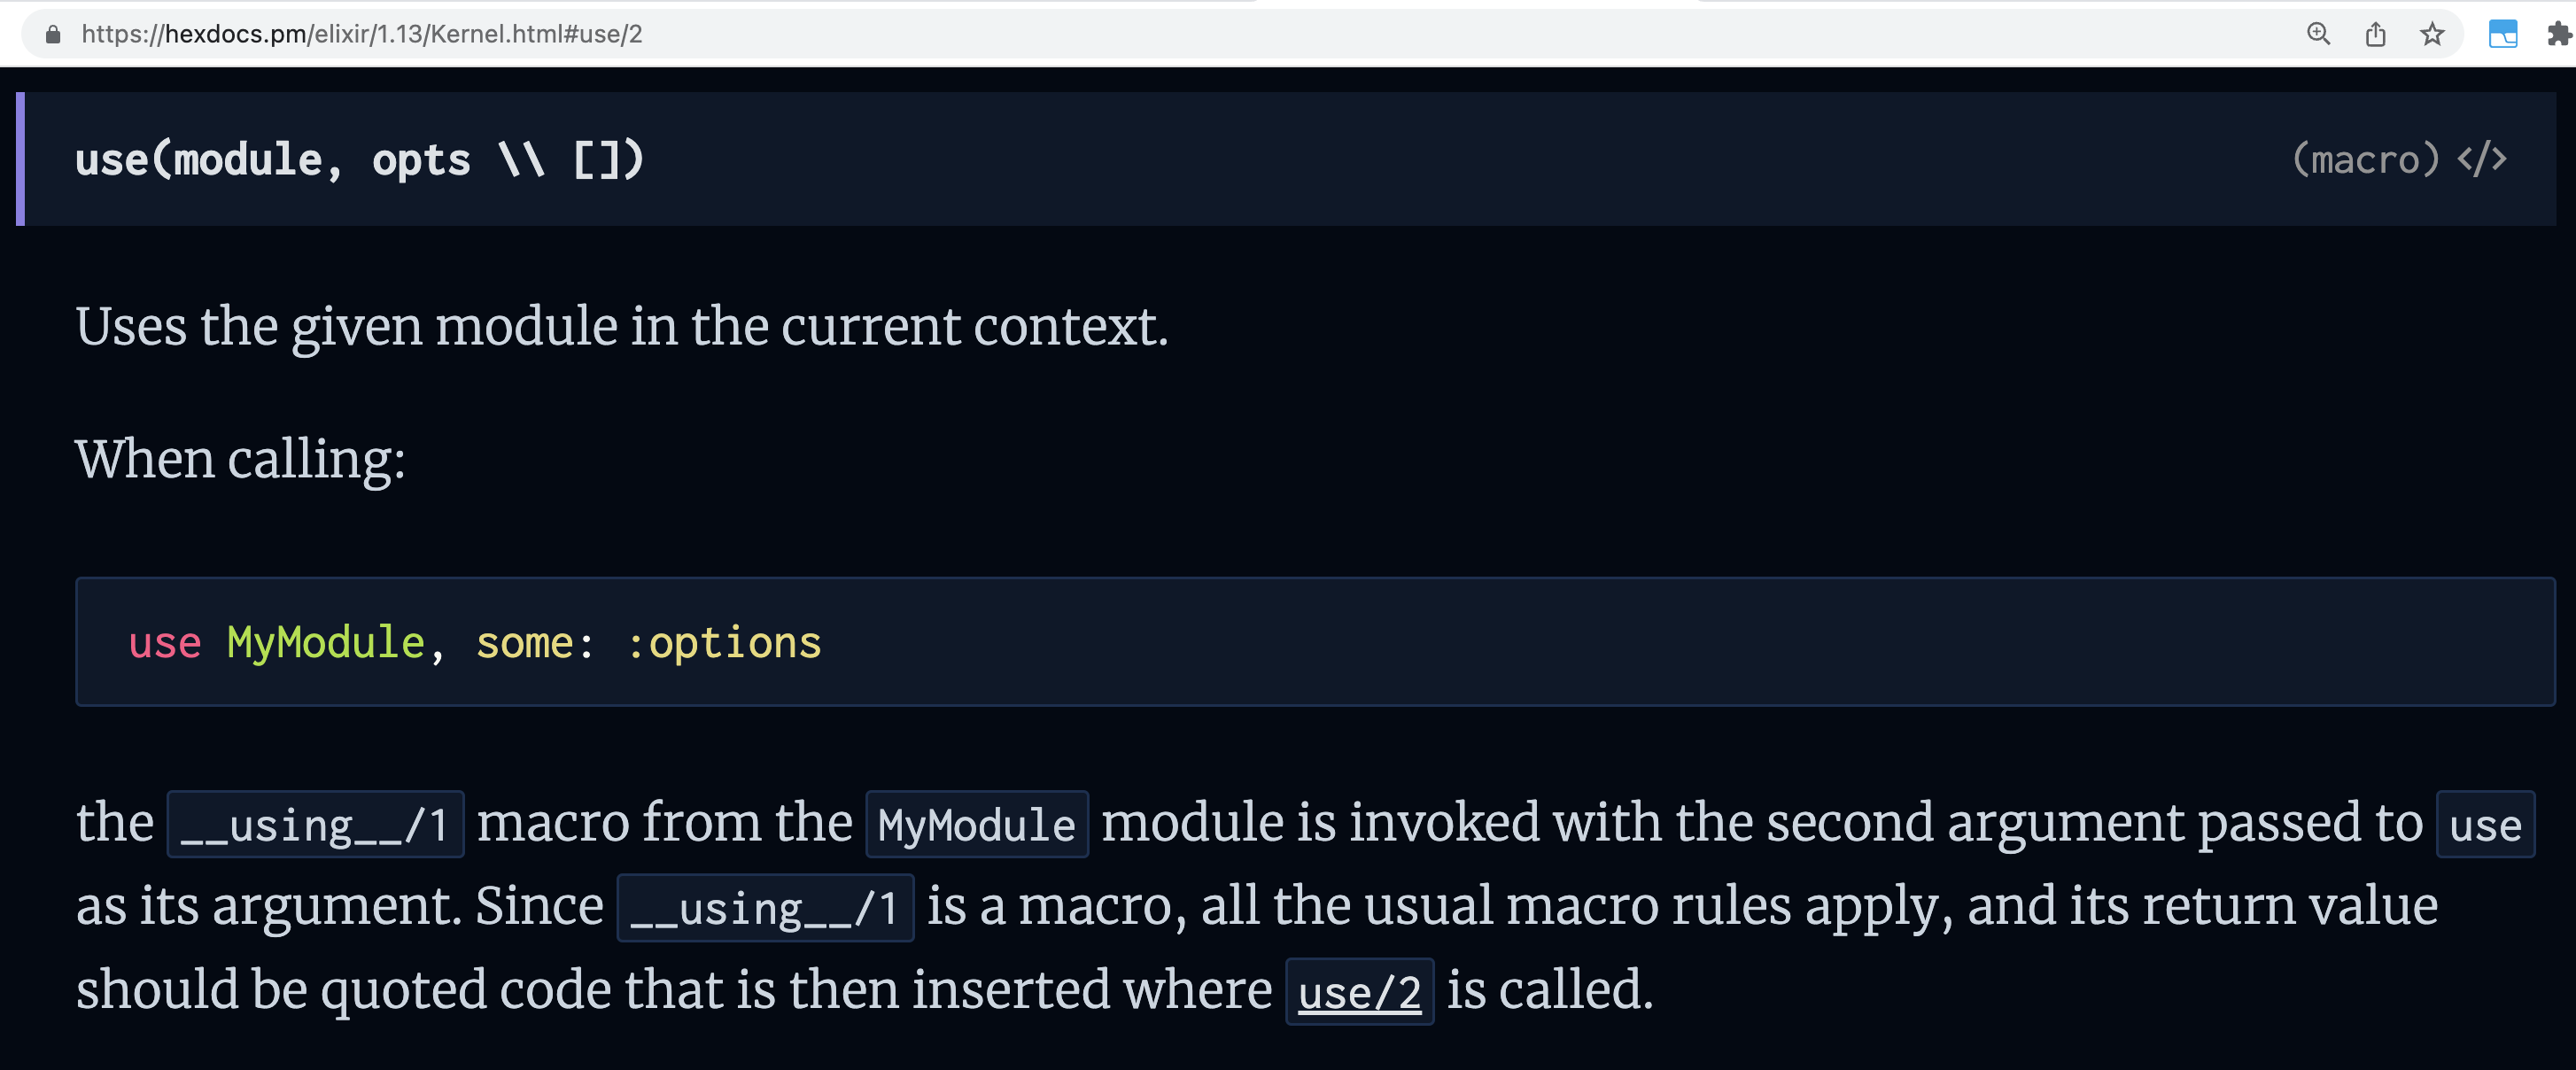 https://hexdocs.pm/elixir/1.13/Kernel.html#use/2
use(module, opts \\ []) (macro) </>
Uses the given module in the current context.
When calling:
use MyModule, some: :options
the __using__/1 macro from the MyModule module is invoked with the second argument passed to use
as its argument. Since __using__/1 is a macro, all the usual macro rules apply, and its return value
should be quoted code that is then inserted where use/2 is called.